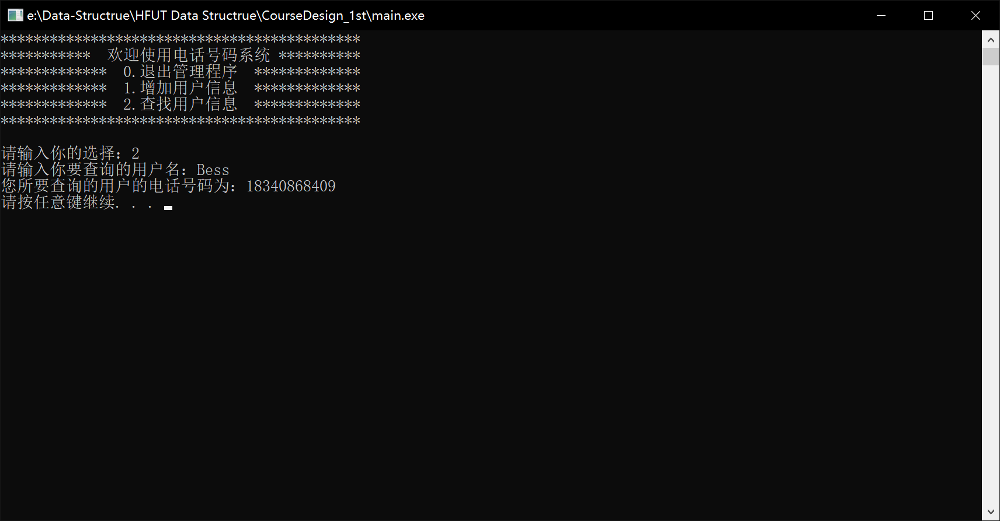 e:\Data-Structrue\HFUT Data Structrue\CourseDesign_1st\main.exe
********************************************
***********  欢迎使用电话号码系统 **********
*************  0.退出管理程序  *************
*************  1.增加用户信息  *************
*************  2.查找用户信息  *************
********************************************
请输入你的选择：2
请输入你要查询的用户名：Bess
您所要查询的用户的电话号码为：18340868409
请按任意键继续. . .